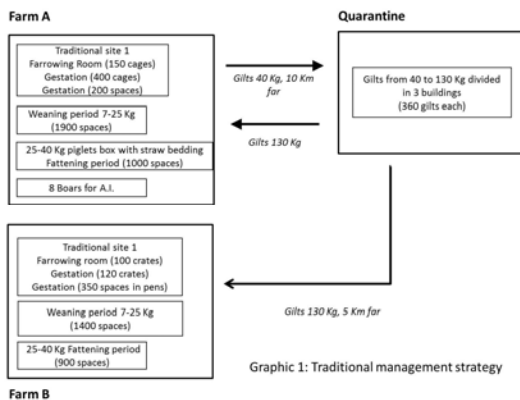 Farm A
Traditional site 1
Farrowing Room (150 cages)
Gestation (400 cages)
Gestation (200 spaces)
Weaning period 7-25 Kg
(1900 spaces)
25-40 Kg piglets box with straw bedding
Fattening period (1000 spaces)
8 Boars for A.I.
Gilts 40 Kg, 10 Km
far
Gilts 130 Kg
Quarantine
Gilts from 40 to 130 Kg divided
in 3 buildings
(360 gilts each)
Traditional site 1
Farrowing room (100 crates)
Gestation (120 crates)
Gestation (350 spaces in pens)
Weaning period 7-25 Kg
(1400 spaces)
25-40 Kg Fattening period
(900 spaces)
Farm B
Gilts 130 Kg, 5 Km far
Graphic 1: Traditional management strategy